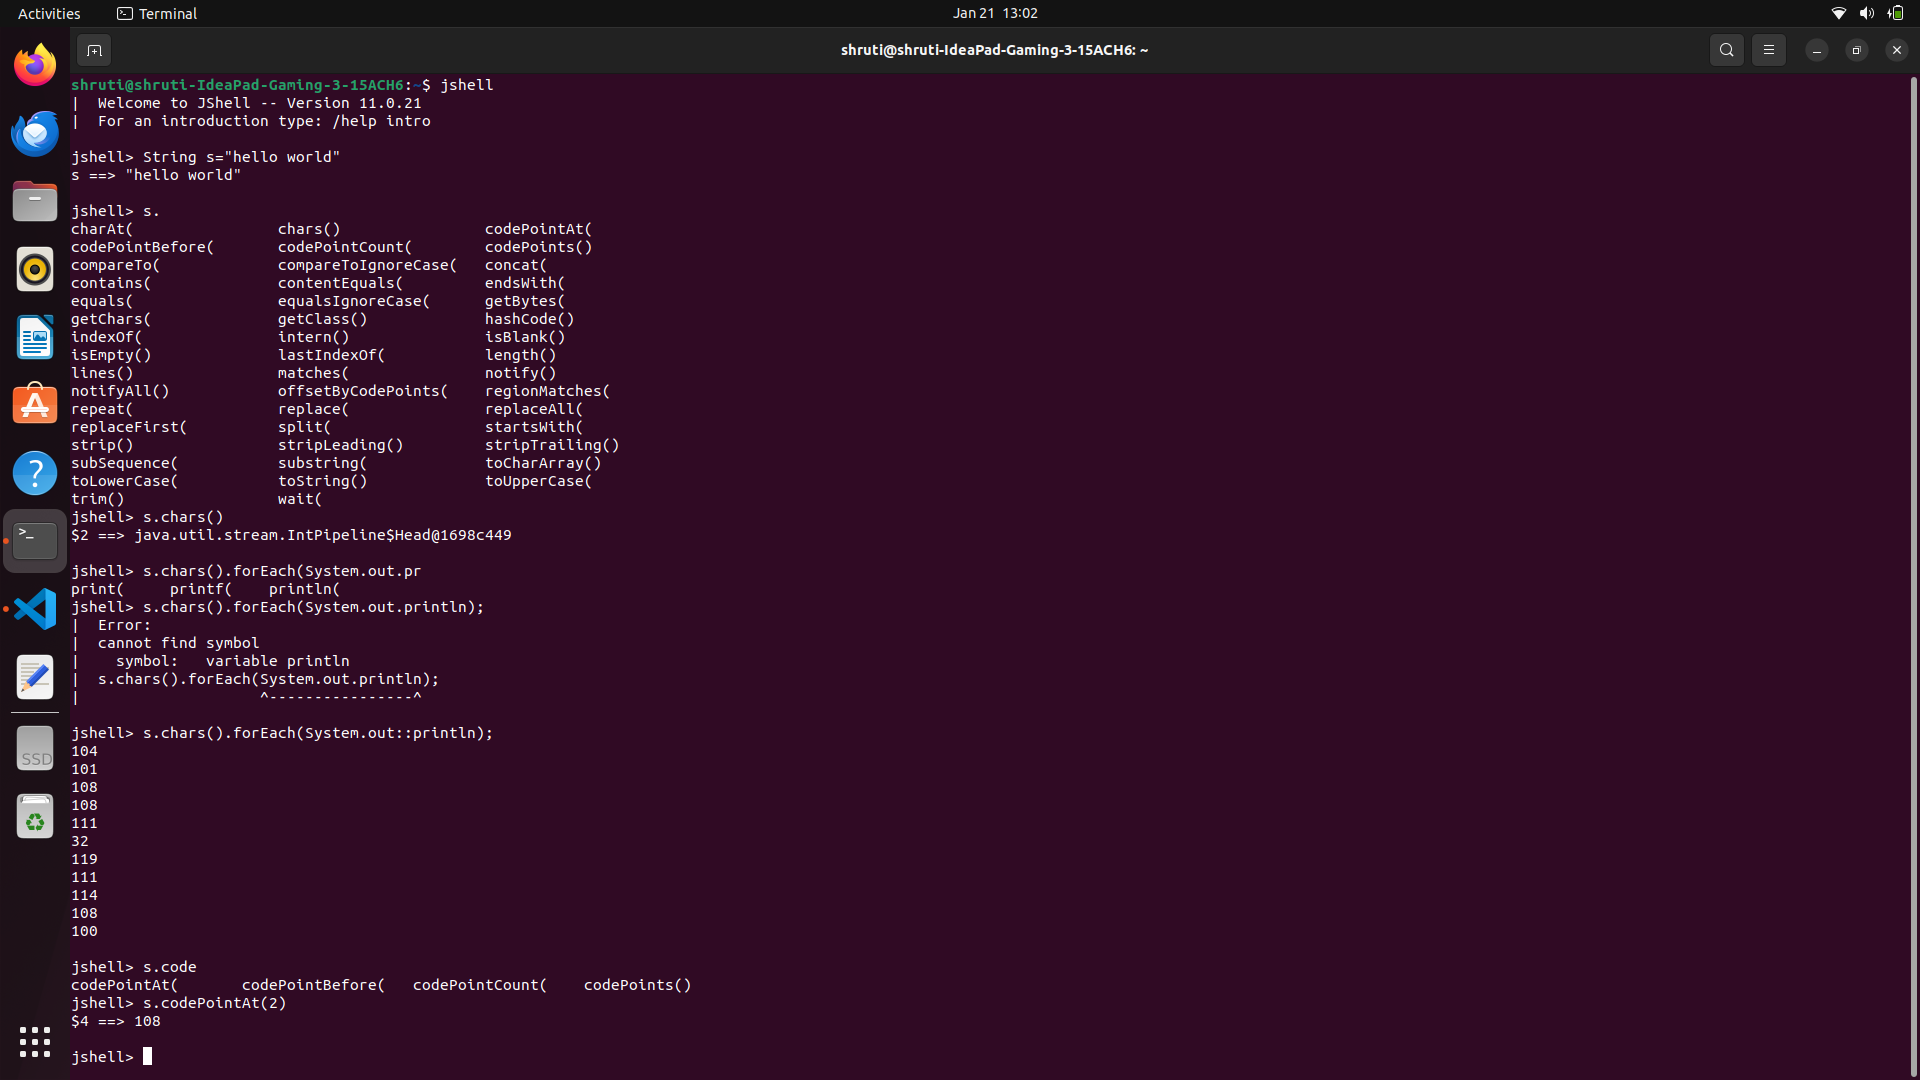 Activities Terminal Jan 21 13:02
shruti@shruti-IdeaPad-Gaming-3-15ACH6: ~
shruti@shruti-IdeaPad-Gaming-3-15ACH6:~$ jshell
|  Welcome to JShell -- Version 11.0.21
|  For an introduction type: /help intro
jshell> String s="hello world"
s ==> "hello world"
jshell> s.
charAt( chars() codePointAt(
codePointBefore( codePointCount( codePoints()
compareTo( compareToIgnoreCase( concat(
contains( contentEquals( endsWith(
equals( equalsIgnoreCase( getBytes(
getChars( getClass() hashCode()
indexOf( intern() isBlank()
isEmpty() lastIndexOf( length()
lines() matches( notify()
notifyAll() offsetByCodePoints( regionMatches(
repeat( replace( replaceAll(
replaceFirst( split( startsWith(
strip() stripLeading() stripTrailing()
subSequence( substring( toCharArray()
toLowerCase( toString() toUpperCase(
trim() wait(
jshell> s.chars()
$2 ==> java.util.stream.IntPipeline$Head@1698c449
jshell> s.chars().forEach(System.out.pr
print( printf( println(
jshell> s.chars().forEach(System.out.println);
|  Error:
|  cannot find symbol
|    symbol:   variable println
|  s.chars().forEach(System.out.println);
|                    ^----------------^
jshell> s.chars().forEach(System.out::println);
104
101
108
108
111
32
119
111
114
108
100
jshell> s.code
codePointAt( codePointBefore( codePointCount( codePoints()
jshell> s.codePointAt(2)
$4 ==> 108
jshell>
SSD